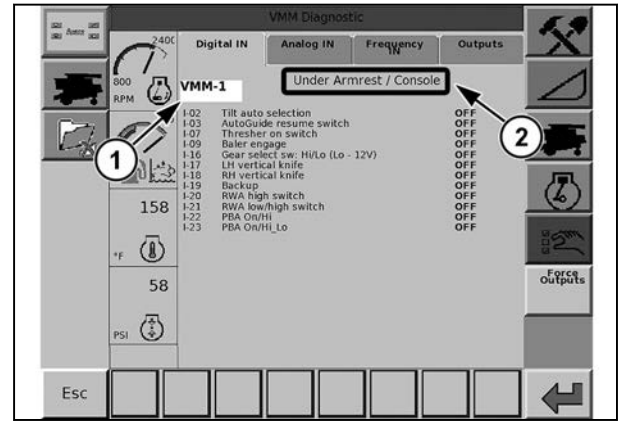 VMM Diagnostic
Digital IN
Analog IN
Frequency IN
Outputs
2400
800
RPM
VMM-1
Under Armrest / Console
I-02 Tilt auto selection OFF
I-03 AutoGuide resume switch OFF
I-07 Thresher on switch OFF
I-09 Baler engage OFF
I-16 Gear select sw: Hi/Lo (Lo - 12V) OFF
I-17 LH vertical knife OFF
I-18 RH vertical knife OFF
I-19 Backup OFF
I-20 RWA high switch OFF
I-21 RWA low/high switch OFF
I-22 PBA On/Hi OFF
I-23 PBA On/Hi_Lo OFF
1
2
158
°F
58
PSI
Force
Outputs
Esc